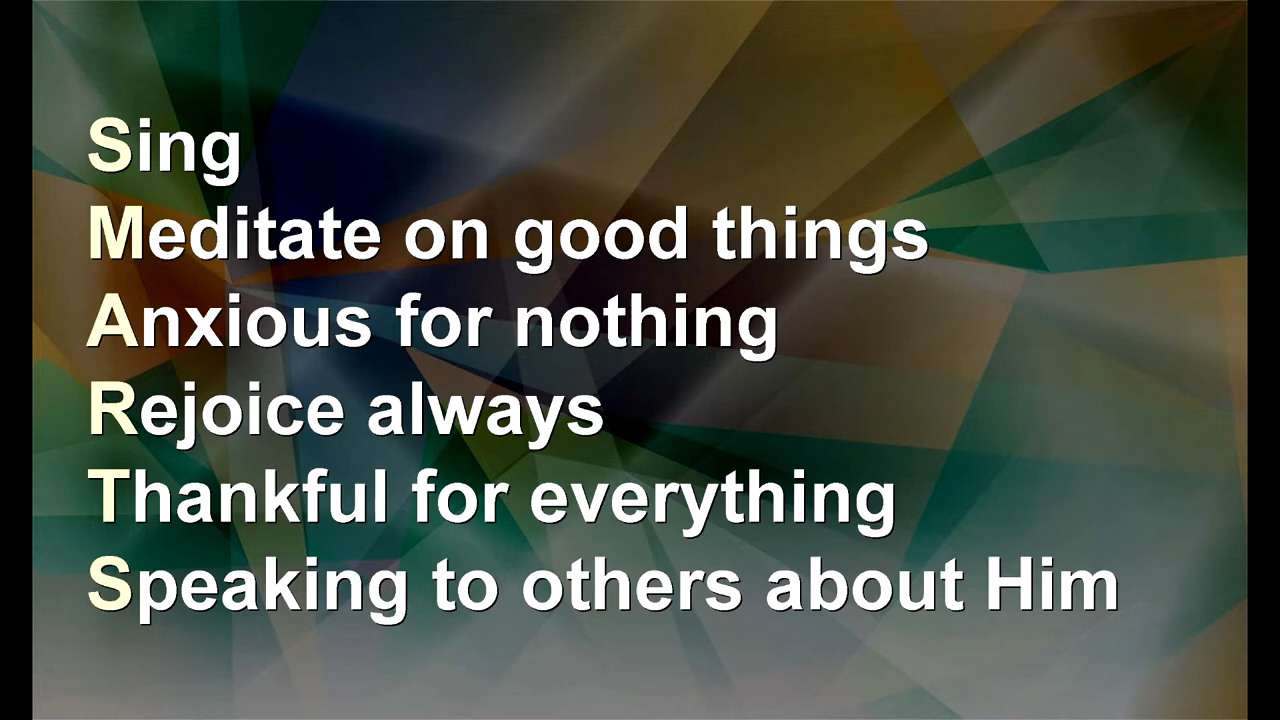 Sing
Meditate on good things
Anxious for nothing
Rejoice always
Thankful for everything
Speaking to others about Him